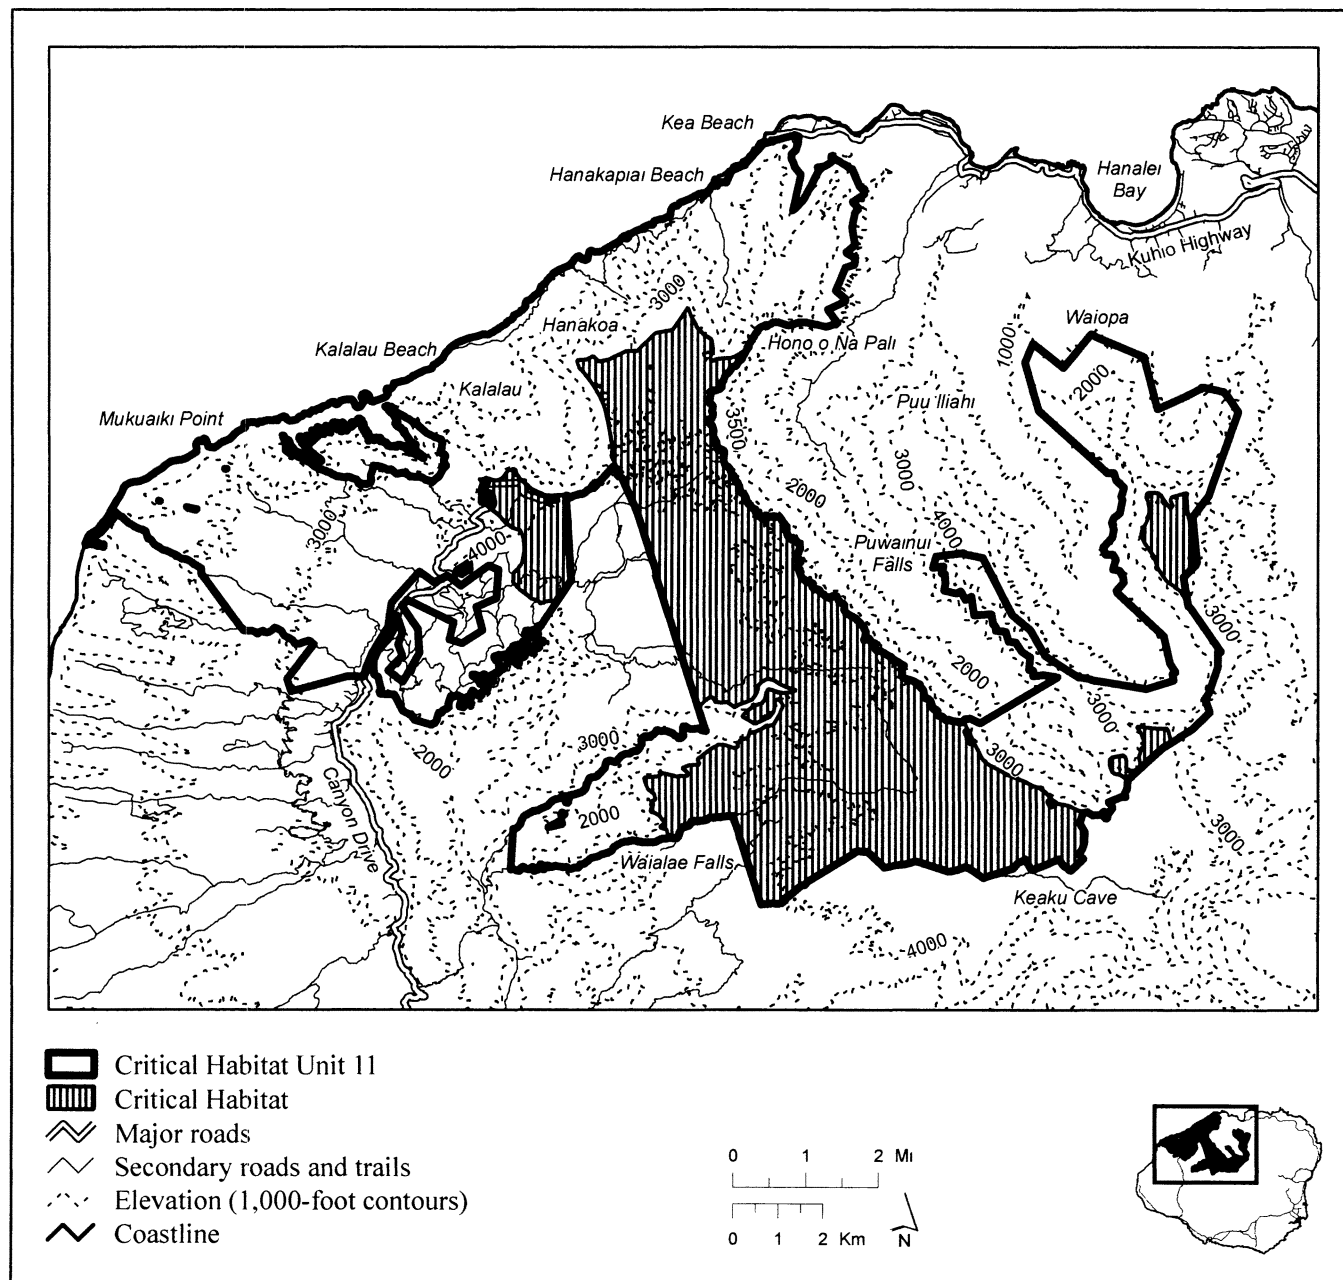 Kea Beach
Hanakapiai Beach
Hanalei
Bay
Kuhio Highway
3000
Hanakoa
Waiopa
1000
Hono o Na Pali
Kalalau Beach
2000
Kalalau
Puu Iliahi
Mukuaiki Point
3500
3000
2000
3000
4000
4000
Puwainui
Falls
3000
2000
3000
3000
3000
2000
Canyon Drive
2000
3000
Waialae Falls
Keaku Cave
4000
Critical Habitat Unit 11
Critical Habitat
Major roads
Secondary roads and trails
Elevation (1,000-foot contours)
Coastline
0 1 2 Mi
0 1 2 Km
N